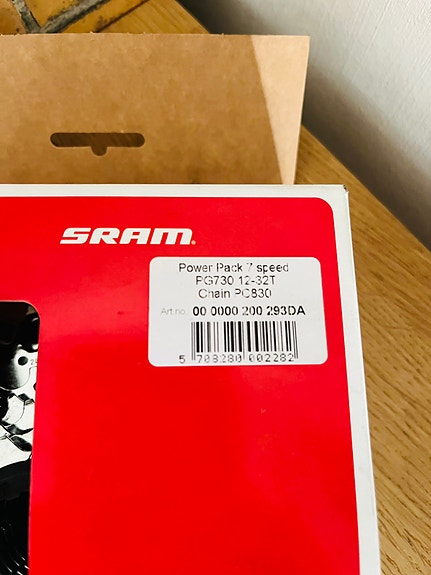 SRAM
Power Pack 7 speed
PG730 12-32T
Chain PC830
Art.no. 00 0000 200 293DA
5 708280 002282